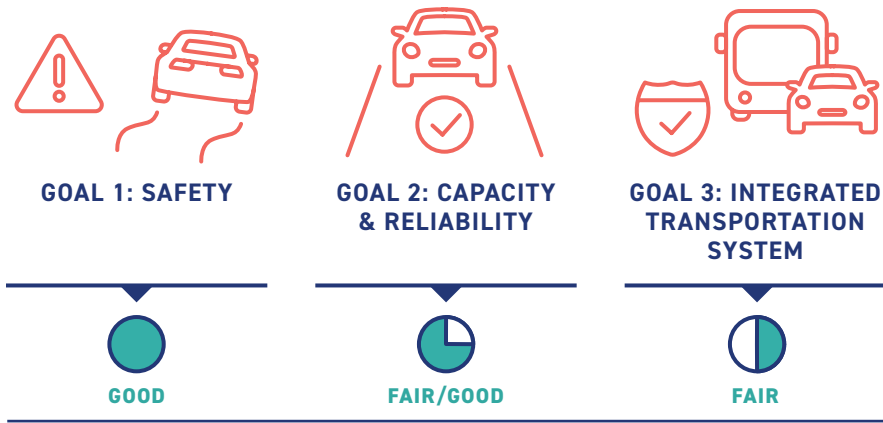 GOAL 1: SAFETY
GOAL 2: CAPACITY
& RELIABILITY
GOAL 3: INTEGRATED
TRANSPORTATION
SYSTEM
GOOD
FAIR/GOOD
FAIR